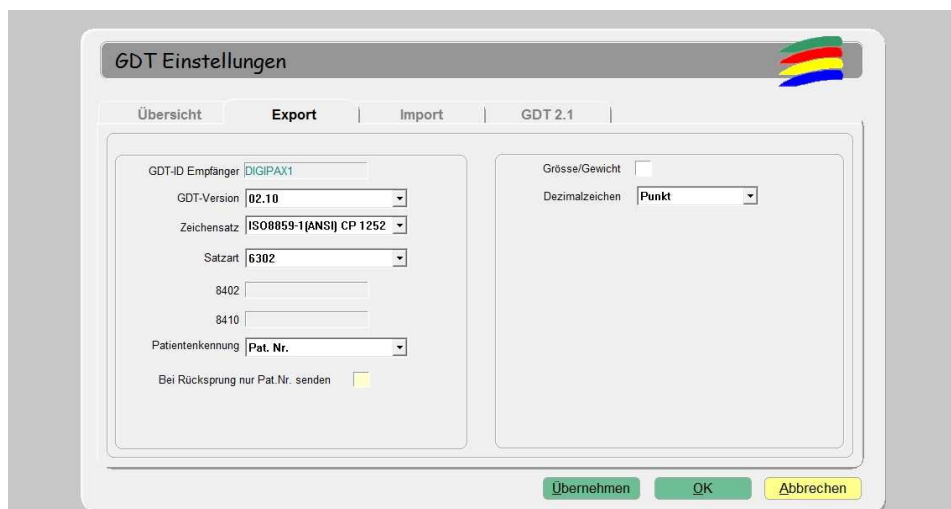 GDT Einstellungen
Übersicht Export Import GDT 2.1
GDT-ID Empfänger DIGIPAX1
GDT-Version 02.10
Zeichensatz ISO8859-1(ANSI) CP 1252
Satzart 6302
8402
8410
Patientenkennung Pat. Nr.
Bei Rücksprung nur Pat.Nr. senden
Grösse/Gewicht
Dezimalzeichen Punkt
Übernehmen OK Abbrechen